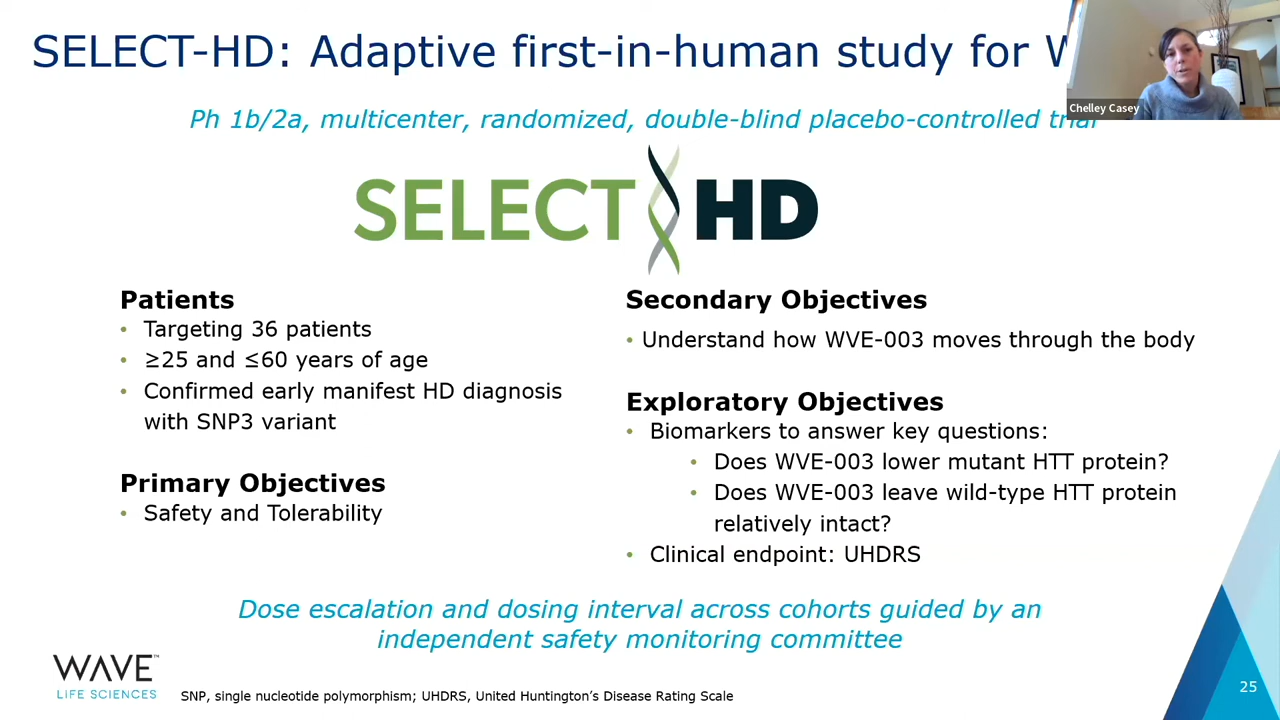 SELECT-HD: Adaptive first-in-human study for
Chelley Casey
Ph 1b/2a, multicenter, randomized, double-blind placebo-controlled trial
SELECT HD
Patients
• Targeting 36 patients
• ≥25 and ≤60 years of age
• Confirmed early manifest HD diagnosis
with SNP3 variant
Primary Objectives
• Safety and Tolerability
Secondary Objectives
• Understand how WVE-003 moves through the body
Exploratory Objectives
• Biomarkers to answer key questions:
• Does WVE-003 lower mutant HTT protein?
• Does WVE-003 leave wild-type HTT protein
relatively intact?
• Clinical endpoint: UHDRS
Dose escalation and dosing interval across cohorts guided by an
independent safety monitoring committee
WAVE™
LIFE SCIENCES
SNP, single nucleotide polymorphism; UHDRS, United Huntington's Disease Rating Scale
25